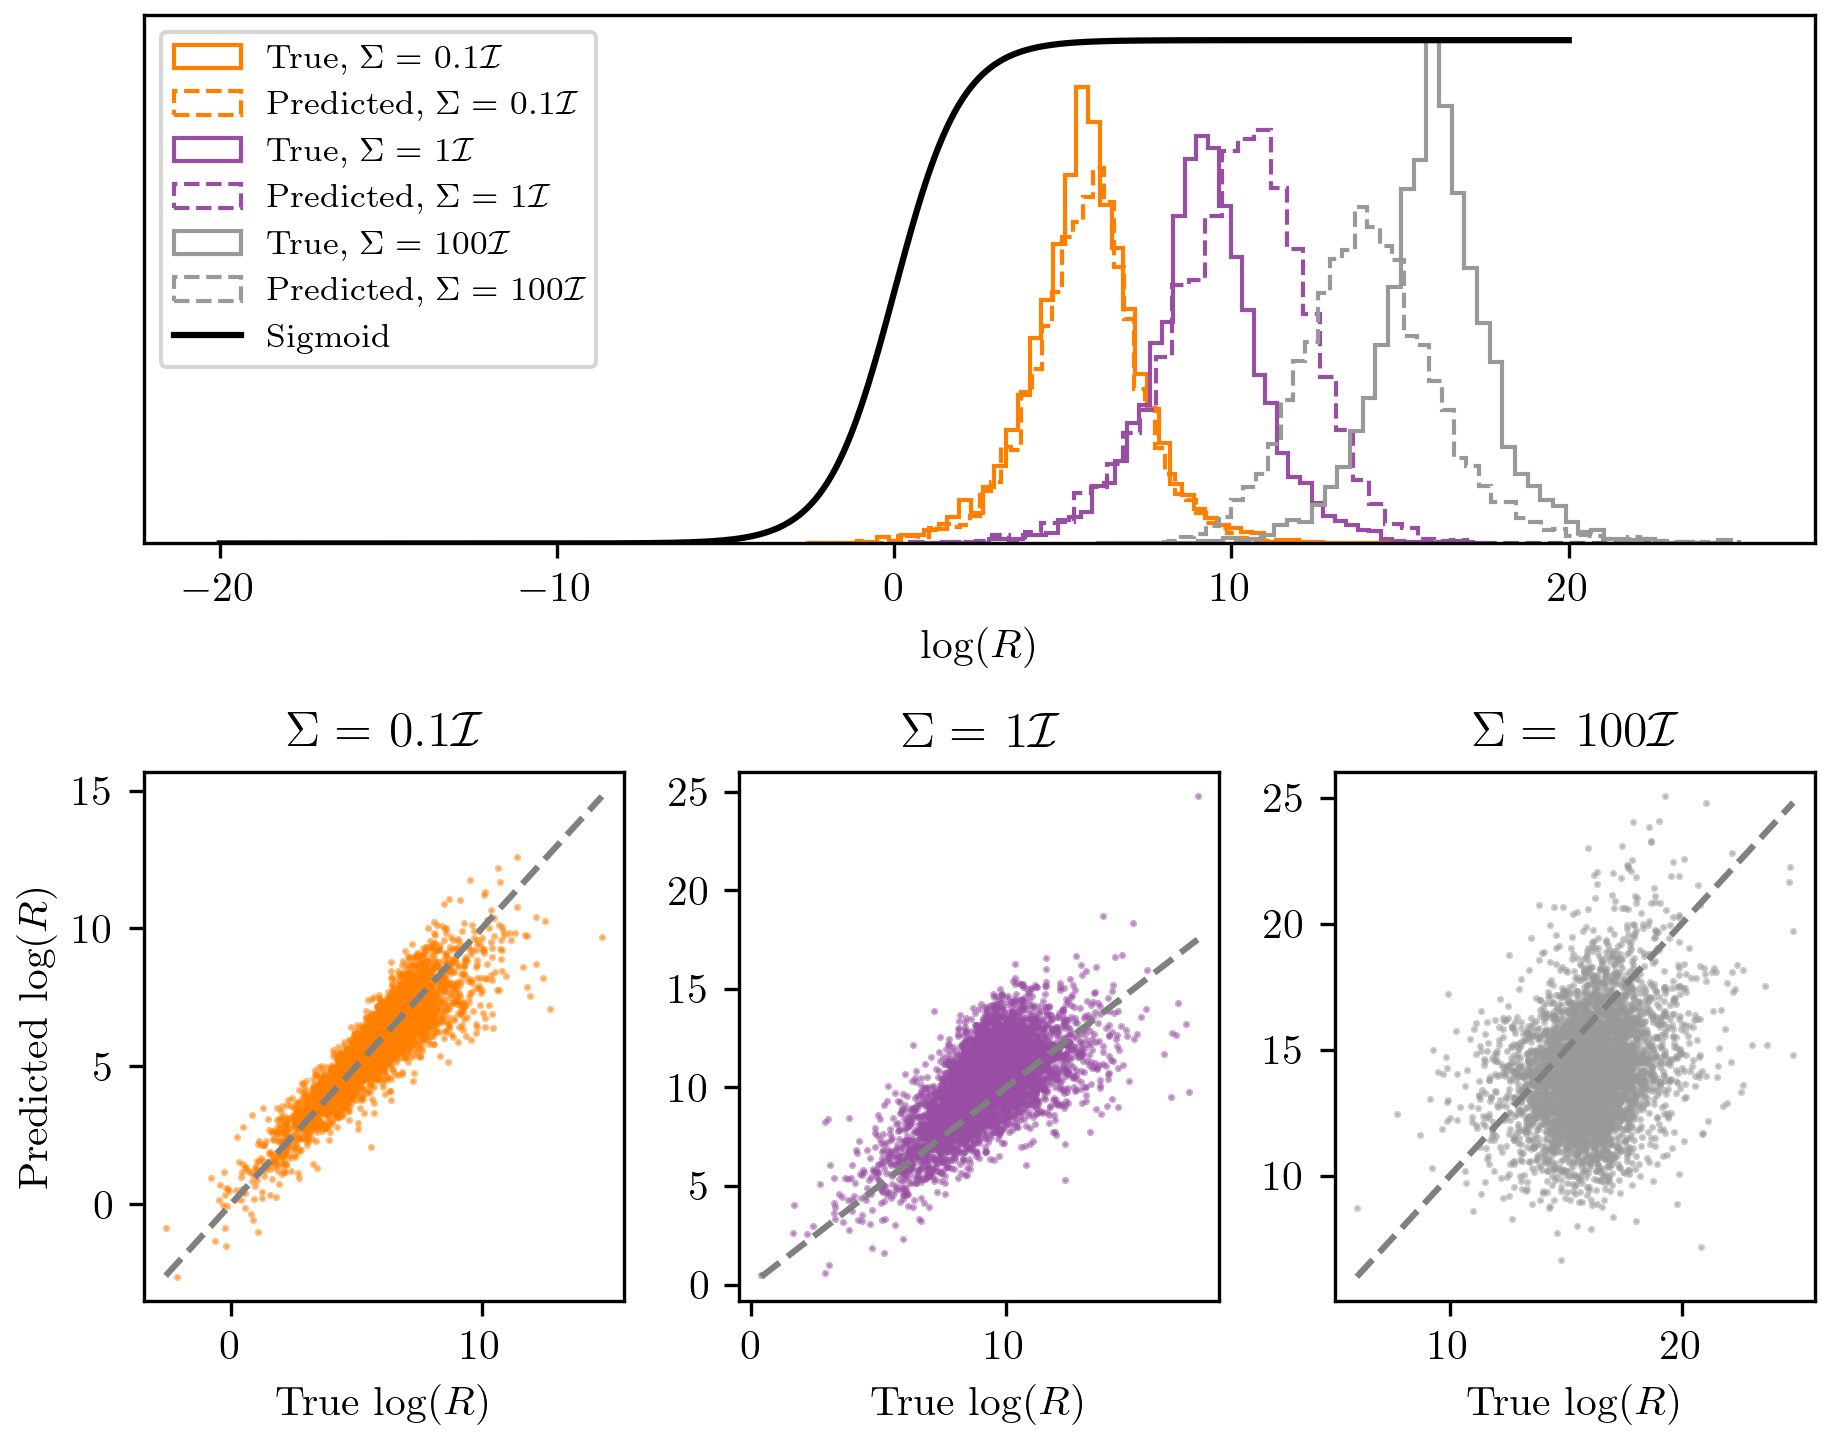 True, Σ = 0.1ℐ
Predicted, Σ = 0.1ℐ
True, Σ = 1ℐ
Predicted, Σ = 1ℐ
True, Σ = 100ℐ
Predicted, Σ = 100ℐ
Sigmoid
−20 −10 0 10 20
log(R)
Σ = 0.1ℐ
15
10
5
0
Predicted log(R)
0 10
True log(R)
Σ = 1ℐ
25
20
15
10
5
0
0 10
True log(R)
Σ = 100ℐ
25
20
15
10
10 20
True log(R)